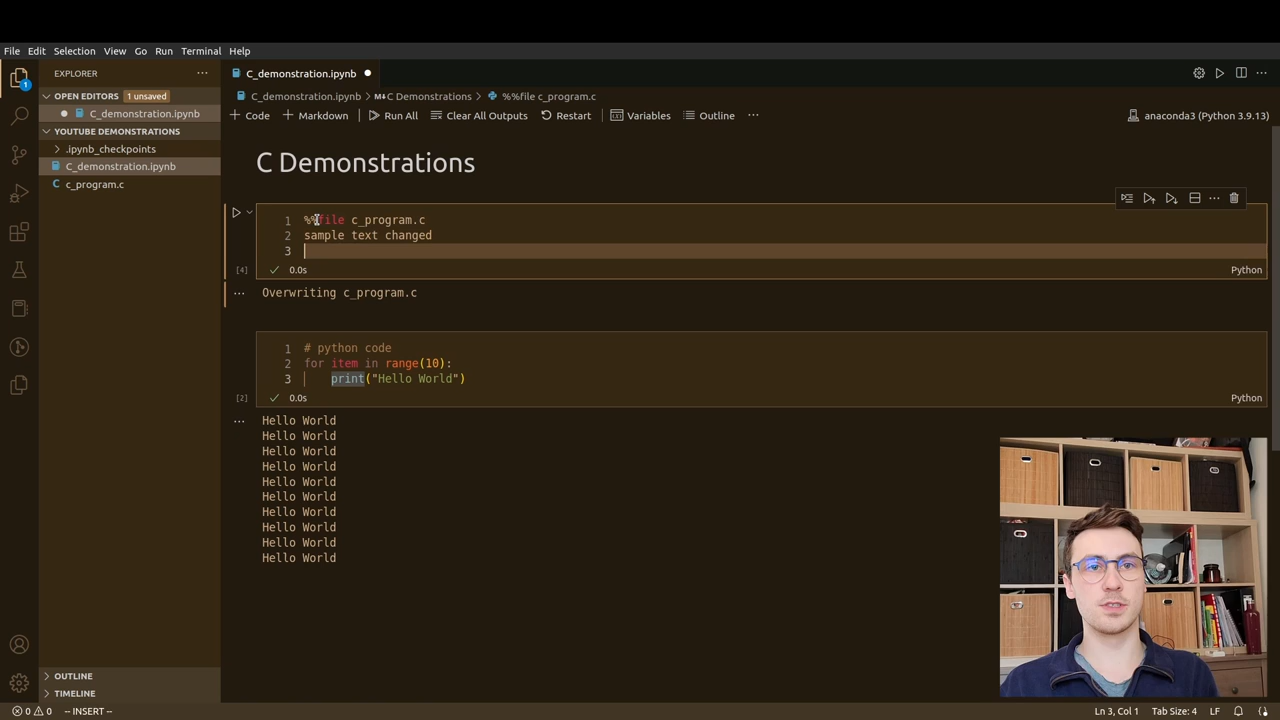 File Edit Selection View Go Run Terminal Help
EXPLORER
OPEN EDITORS 1 unsaved
C_demonstration.ipynb
YOUTUBE DEMONSTRATIONS
.ipynb_checkpoints
C_demonstration.ipynb
c_program.c
OUTLINE
TIMELINE
1
C_demonstration.ipynb
C_demonstration.ipynb > M↓C Demonstrations > %%file c_program.c
Code Markdown Run All Clear All Outputs Restart Variables Outline ... anaconda3 (Python 3.9.13)
C Demonstrations
1 %%file c_program.c
2 sample text changed
3
[4] 0.0s Python
Overwriting c_program.c
1 # python code
2 for item in range(10):
3 print("Hello World")
[2] 0.0s Python
Hello World
Hello World
Hello World
Hello World
Hello World
Hello World
Hello World
Hello World
Hello World
Hello World
0 0 -- INSERT -- Ln 3, Col 1 Tab Size: 4 LF